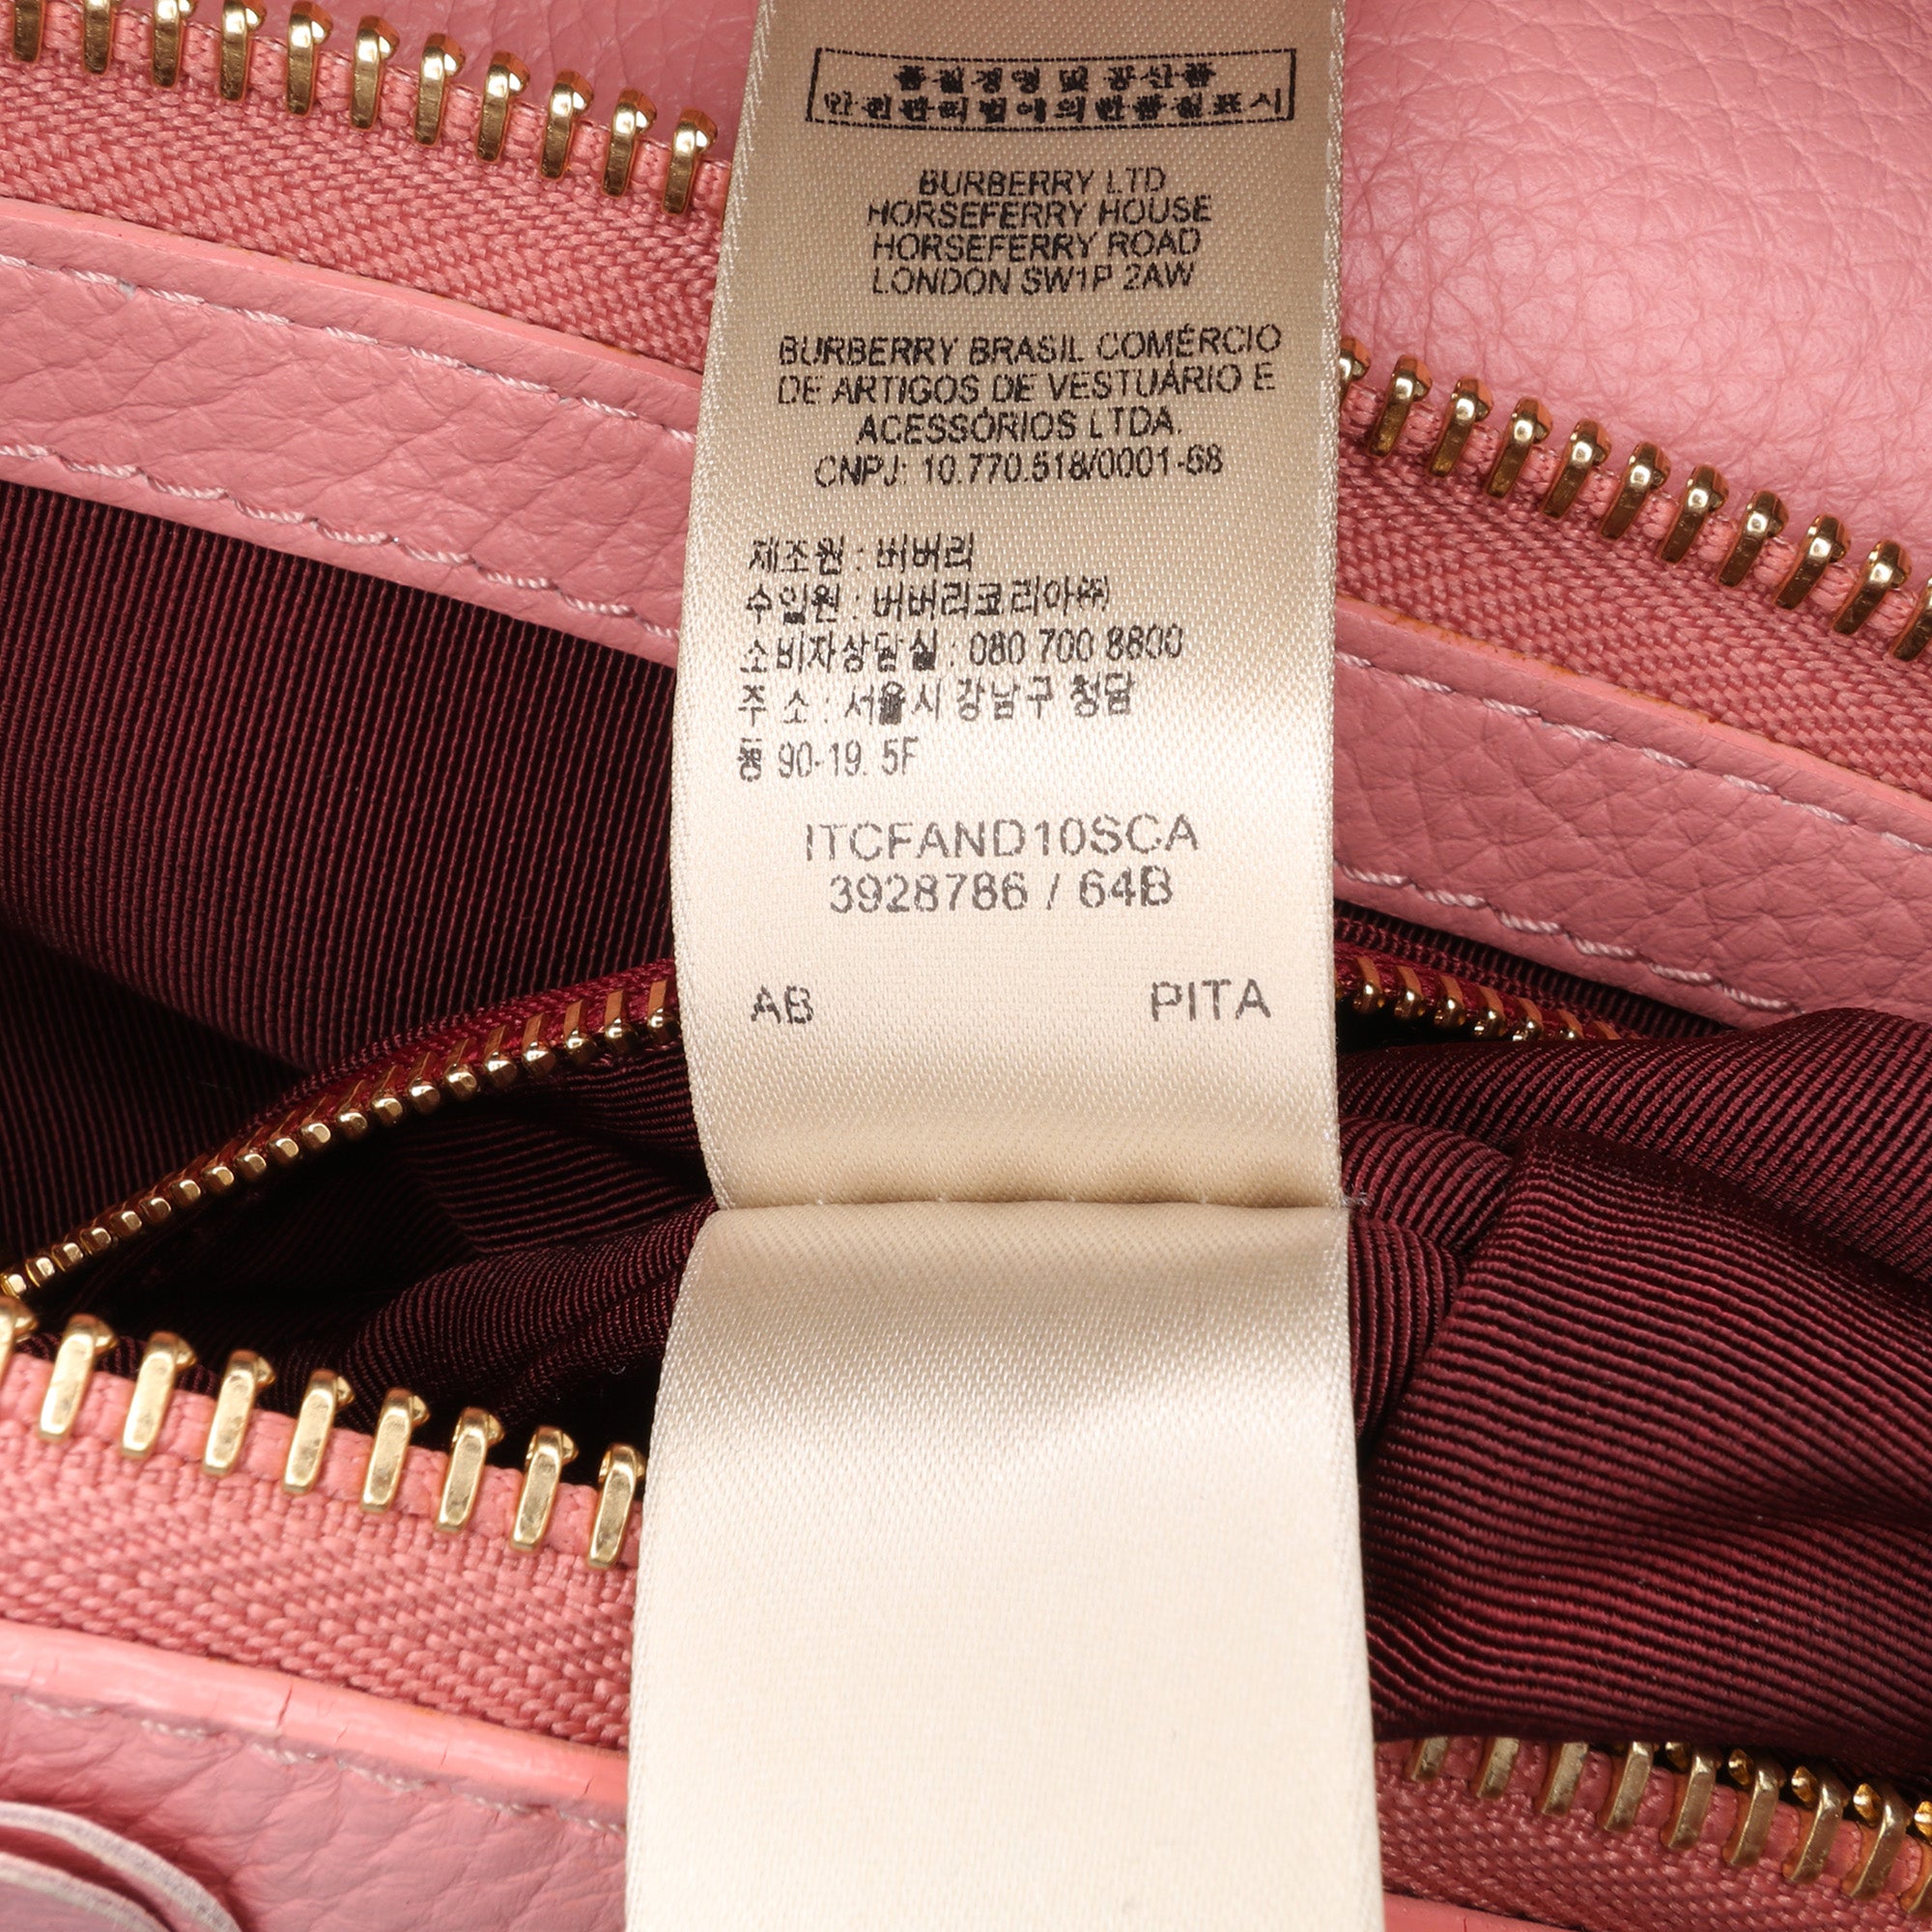 품질경영 및 공산품
안전관리법에의한품질표시
BURBERRY LTD
HORSEFERRY HOUSE
HORSEFERRY ROAD
LONDON SW1P 2AW
BURBERRY BRASIL COMÉRCIO
DE ARTIGOS DE VESTUÁRIO E
ACESSÓRIOS LTDA.
CNPJ: 10.770.518/0001-68
제조원 : 버버리
수입원 : 버버리코리아㈜
소비자상담실 : 080 700 8800
주 소 : 서울시 강남구 청담
동 90-19. 5F
ITCFAND10SCA
3928786 / 64B
AB PITA